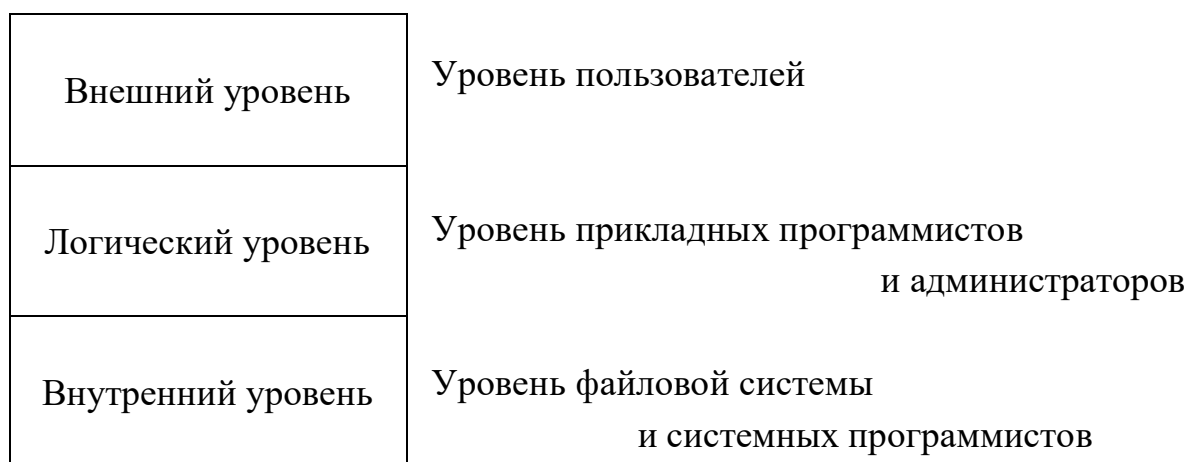 Внешний уровень
Уровень пользователей
Логический уровень
Уровень прикладных программистов
и администраторов
Внутренний уровень
Уровень файловой системы
и системных программистов